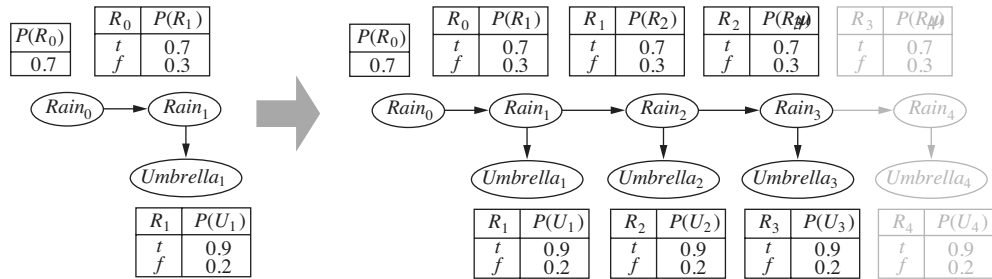 R₀ P(R₁)
P(R₀) t 0.7
0.7 f 0.3
Rain₀ Rain₁
Umbrella₁
R₁ P(U₁)
t 0.9
f 0.2
R₀ P(R₁) R₁ P(R₂) R₂ R₃
P(R₀) t 0.7 t 0.7 t 0.7 t 0.7
0.7 f 0.3 f 0.3 f 0.3 f 0.3
Rain₀ Rain₁ Rain₂ Rain₃ Rain₄
Umbrella₁ Umbrella₂ Umbrella₃ Umbrella₄
R₁ P(U₁) R₂ P(U₂) R₃ P(U₃) R₄ P(U₄)
t 0.9 t 0.9 t 0.9 t 0.9
f 0.2 f 0.2 f 0.2 f 0.2